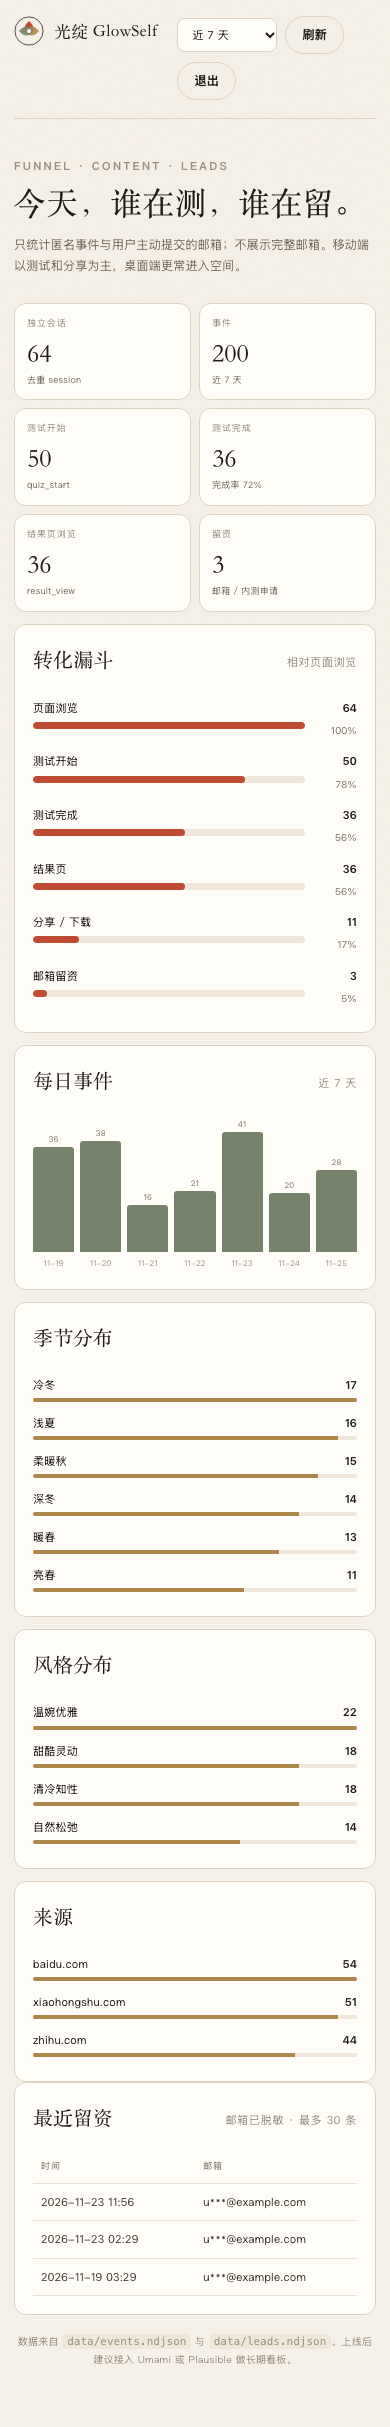 光绽 GlowSelf
近 7 天
刷新
退出
FUNNEL · CONTENT · LEADS
今天，谁在测，谁在留。
只统计匿名事件与用户主动提交的邮箱；不展示完整邮箱。移动端
以测试和分享为主，桌面端更常进入空间。
独立会话
64
去重 session
事件
200
近 7 天
测试开始
50
quiz_start
测试完成
36
完成率 72%
结果页浏览
36
result_view
留资
3
邮箱 / 内测申请
转化漏斗
相对页面浏览
页面浏览
64
100%
测试开始
50
78%
测试完成
36
56%
结果页
36
56%
分享 / 下载
11
17%
邮箱留资
3
5%
每日事件
近 7 天
36
38
16
21
41
20
28
11-19
11-20
11-21
11-22
11-23
11-24
11-25
季节分布
冷冬
17
浅夏
16
柔暖秋
15
深冬
14
暖春
13
亮春
11
风格分布
温婉优雅
22
甜酷灵动
18
清冷知性
18
自然松弛
14
来源
baidu.com
54
xiaohongshu.com
51
zhihu.com
44
最近留资
邮箱已脱敏 · 最多 30 条
时间
邮箱
2026-11-23 11:56
u***@example.com
2026-11-23 02:29
u***@example.com
2026-11-19 03:29
u***@example.com
数据来自 data/events.ndjson 与 data/leads.ndjson。上线后
建议接入 Umami 或 Plausible 做长期看板。